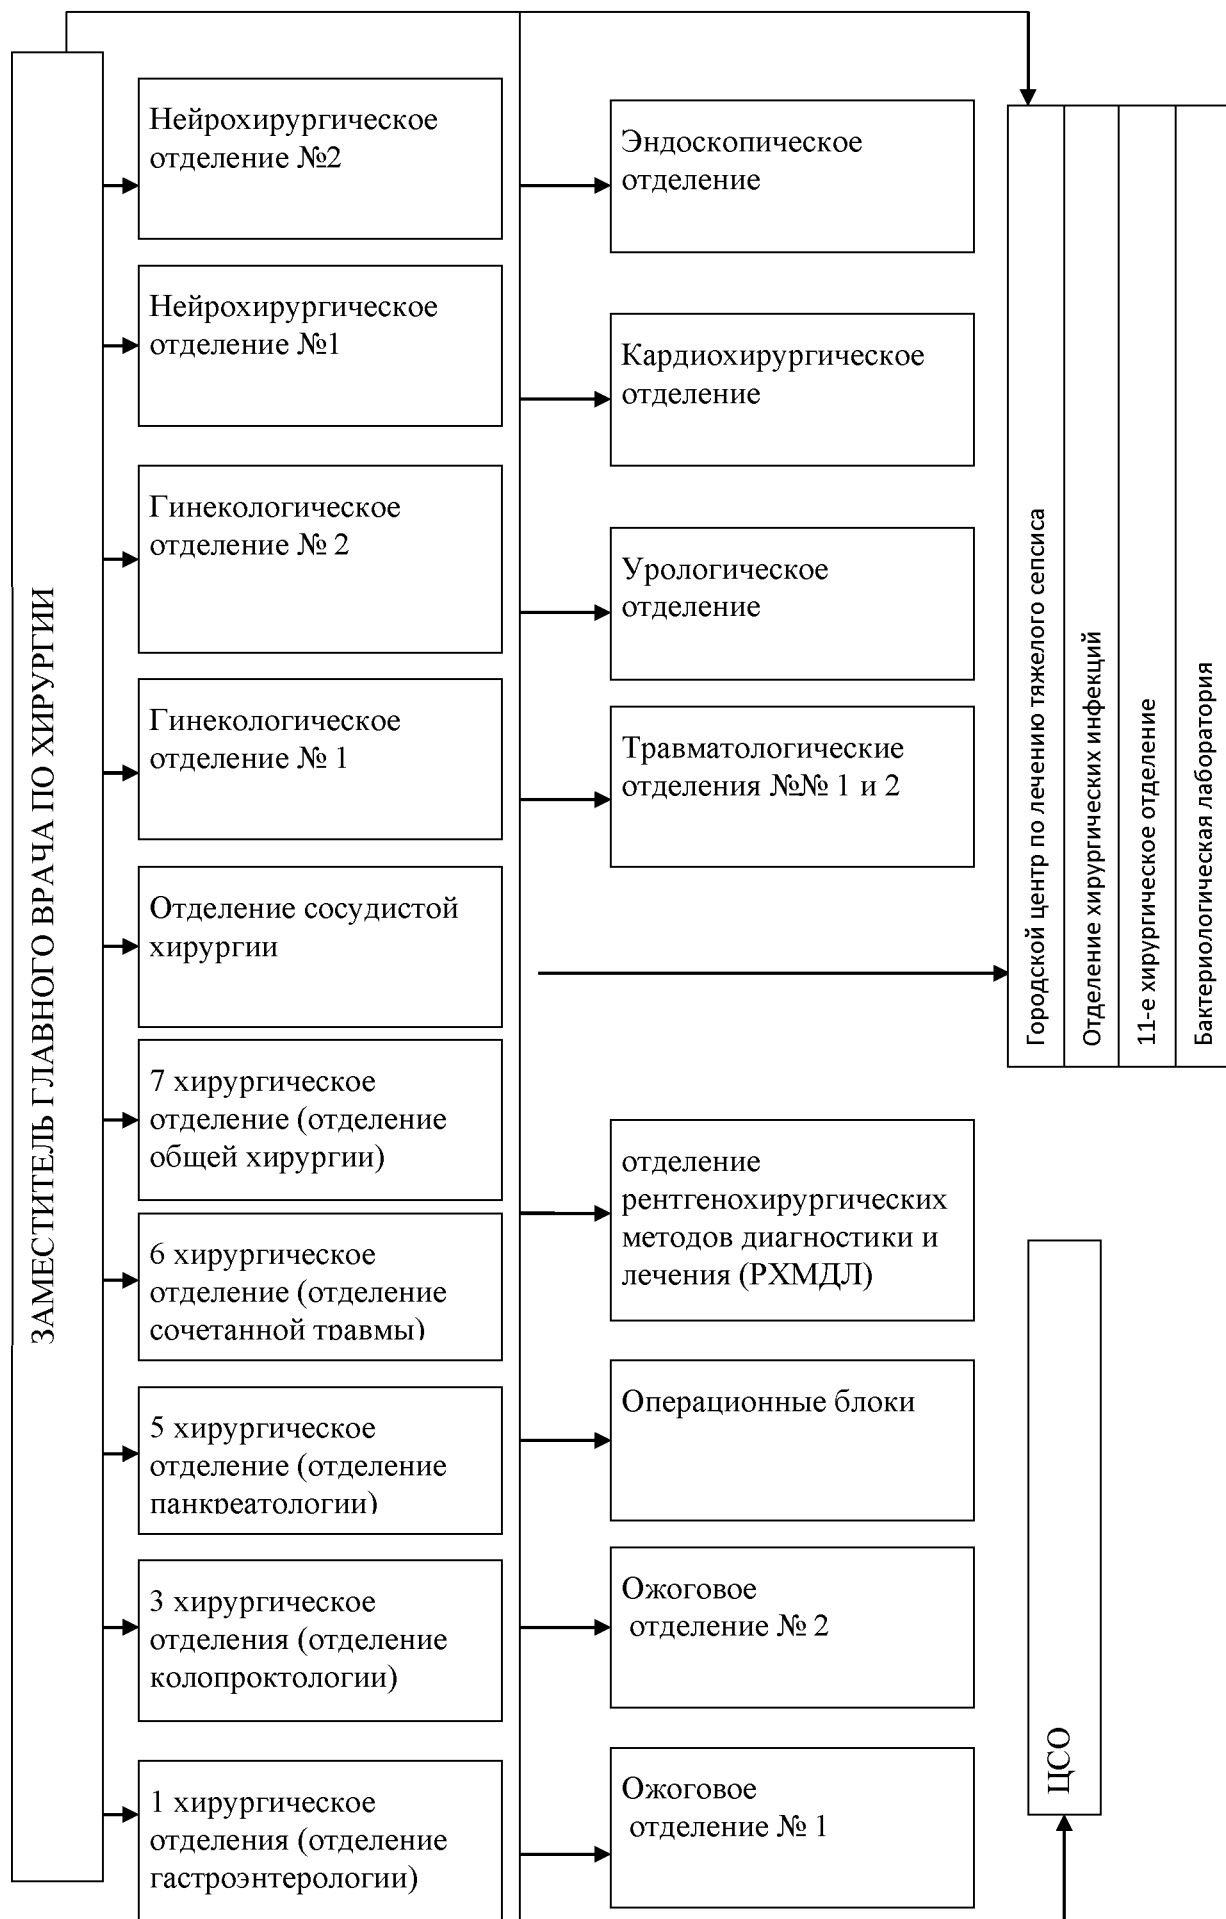 ЗАМЕСТИТЕЛЬ ГЛАВНОГО ВРАЧА ПО ХИРУРГИИ
Нейрохирургическое
отделение №2
Нейрохирургическое
отделение №1
Гинекологическое
отделение № 2
Гинекологическое
отделение № 1
Отделение сосудистой
хирургии
7 хирургическое
отделение (отделение
общей хирургии)
6 хирургическое
отделение (отделение
сочетанной травмы)
5 хирургическое
отделение (отделение
панкреатологии)
3 хирургическое
отделения (отделение
колопроктологии)
1 хирургическое
отделения (отделение
гастроэнтерологии)
Эндоскопическое
отделение
Кардиохирургическое
отделение
Урологическое
отделение
Травматологические
отделения №№ 1 и 2
отделение
рентгенохирургических
методов диагностики и
лечения (РХМДЛ)
Операционные блоки
Ожоговое
отделение № 2
Ожоговое
отделение № 1
Городской центр по лечению тяжелого сепсиса
Отделение хирургических инфекций
11-е хирургическое отделение
Бактериологическая лаборатория
ЦСО